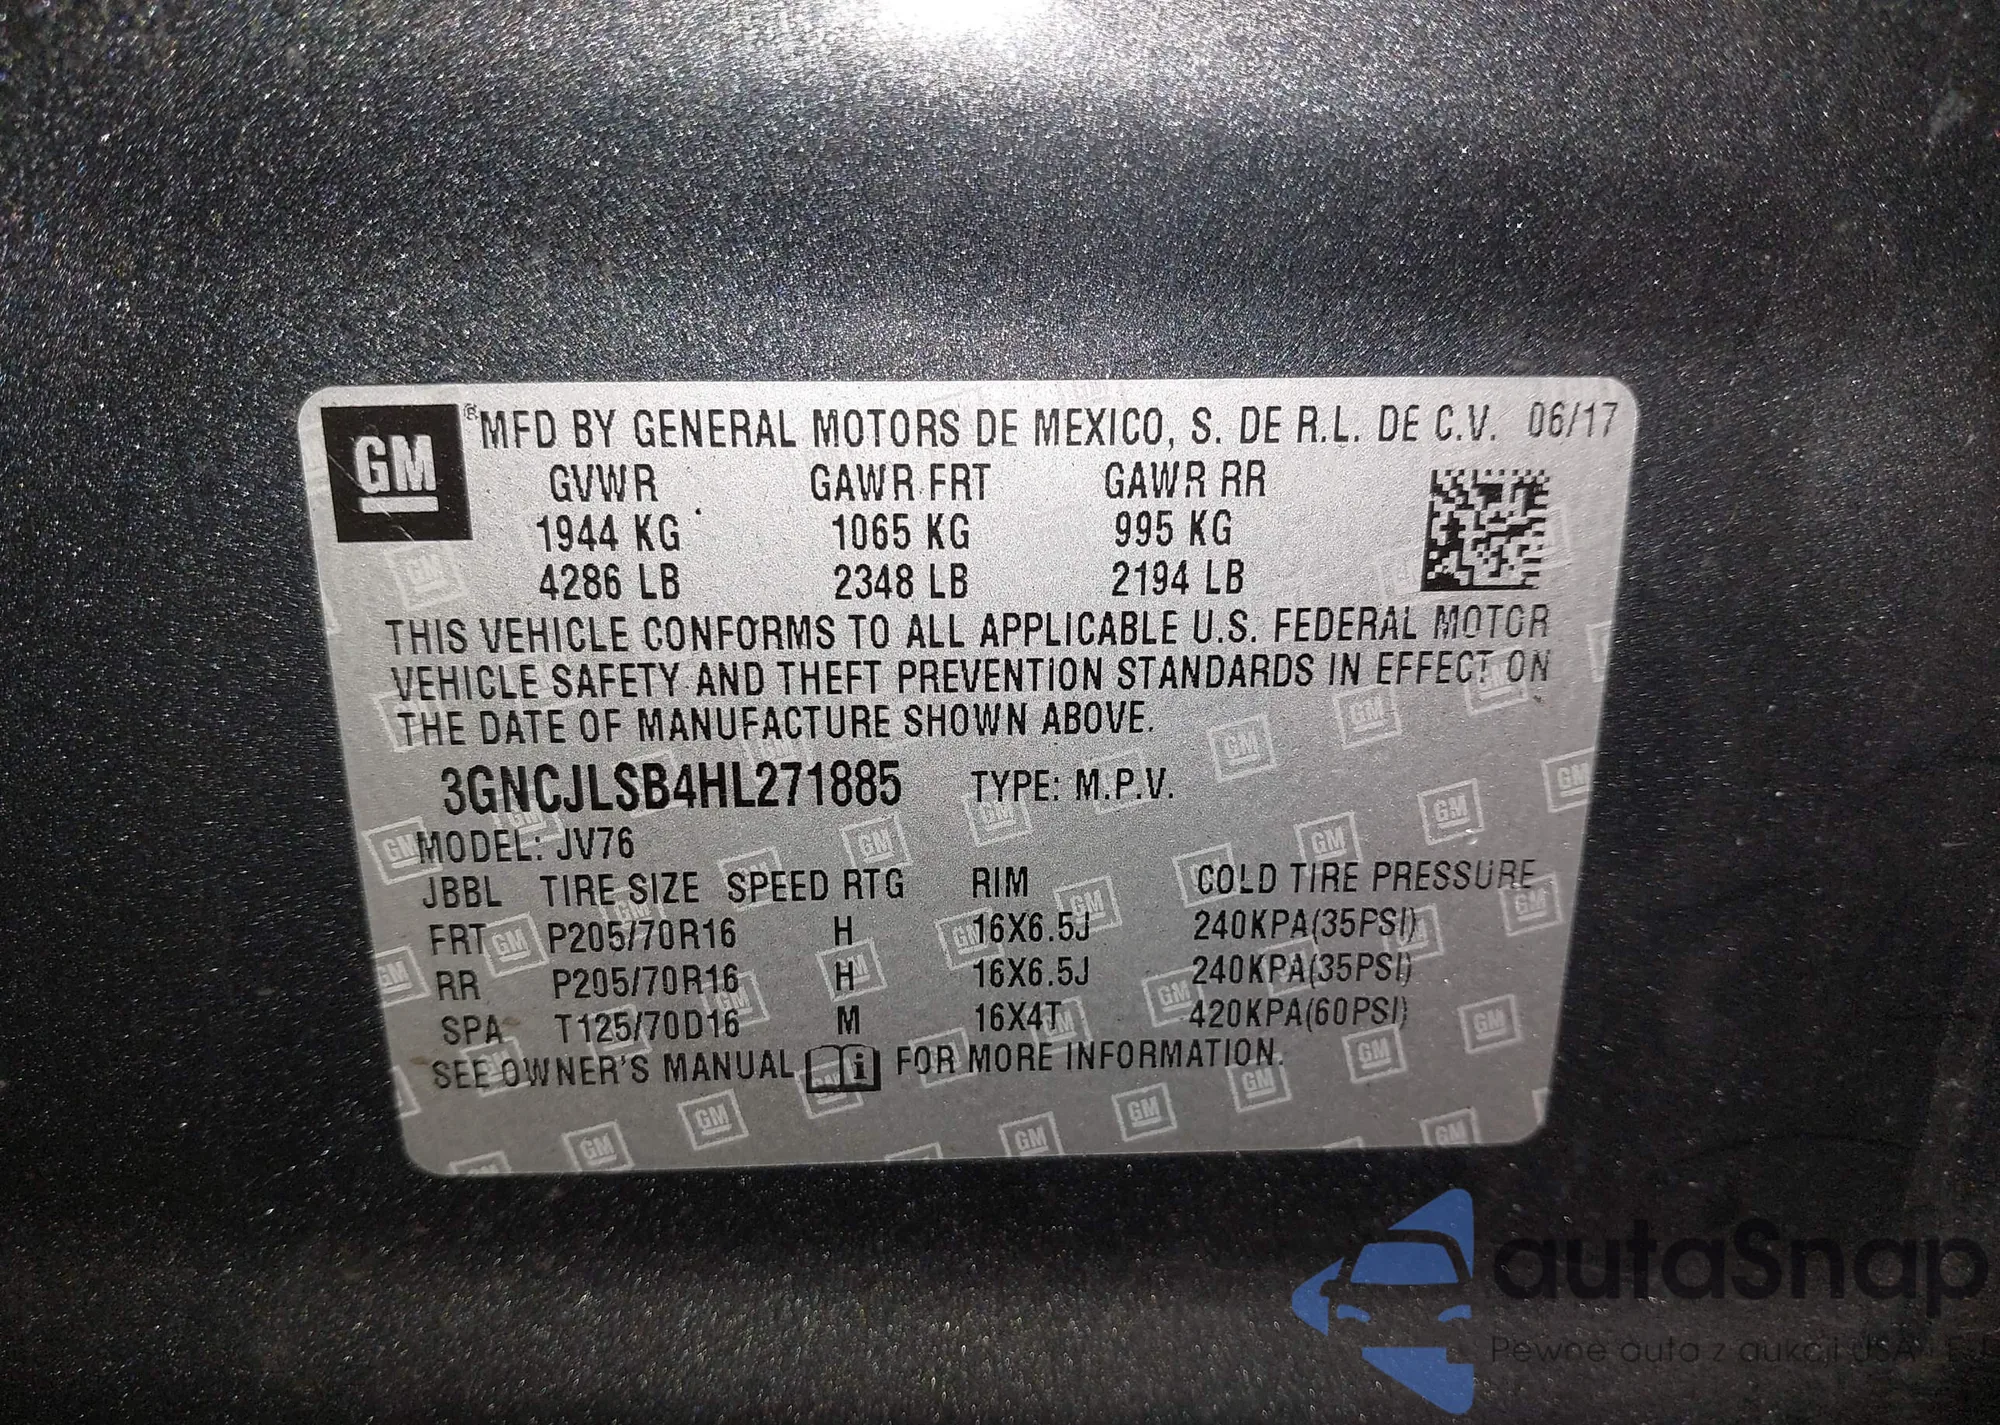 GM ® MFD BY GENERAL MOTORS DE MEXICO, S. DE R.L. DE C.V. 06/17
GVWR GAWR FRT GAWR RR
1944 KG 1065 KG 995 KG
4286 LB 2348 LB 2194 LB
THIS VEHICLE CONFORMS TO ALL APPLICABLE U.S. FEDERAL MOTOR
VEHICLE SAFETY AND THEFT PREVENTION STANDARDS IN EFFECT ON
THE DATE OF MANUFACTURE SHOWN ABOVE.
3GNCJLSB4HL271885 TYPE: M.P.V.
MODEL: JV76
JBBL TIRE SIZE SPEED RTG RIM COLD TIRE PRESSURE
FRT P205/70R16 H 16X6.5J 240KPA(35PSI)
RR P205/70R16 H 16X6.5J 240KPA(35PSI)
SPA T125/70D16 M 16X4T 420KPA(60PSI)
SEE OWNER'S MANUAL i FOR MORE INFORMATION.
autaSnap
Pewne auta z aukcji USA